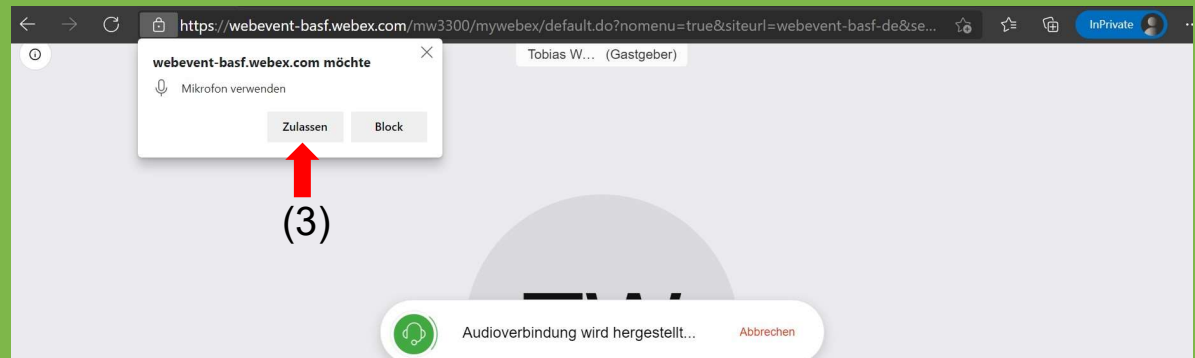 https://webevent-basf.webex.com/mw3300/mywebex/default.do?nomenu=true&siteurl=webevent-basf-de&se...
InPrivate
webevent-basf.webex.com möchte
Mikrofon verwenden
Zulassen Block
(3)
Tobias W... (Gastgeber)
Audioverbindung wird hergestellt... Abbrechen